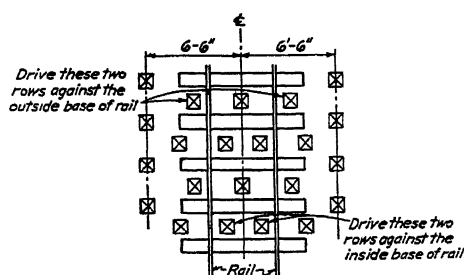 ℄
6-6" 6'-6"
Drive these two
rows against the
outside base of rail
Drive these two
rows against the
inside base of rail
Rail